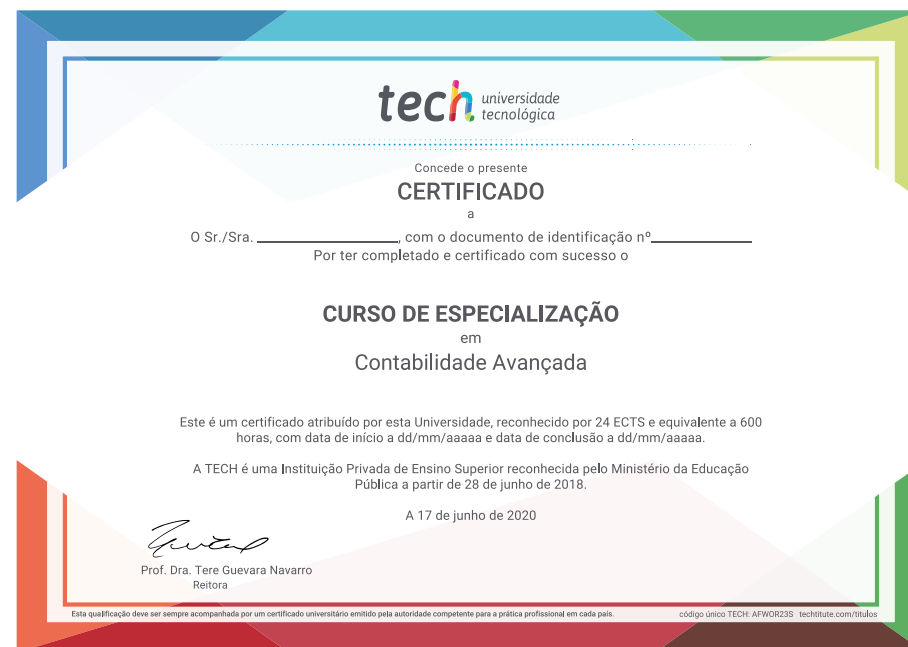 tech universidade
tecnológica
Concede o presente
CERTIFICADO
a
O Sr./Sra. ____________________, com o documento de identificação nº______________
Por ter completado e certificado com sucesso o
CURSO DE ESPECIALIZAÇÃO
em
Contabilidade Avançada
Este é um certificado atribuído por esta Universidade, reconhecido por 24 ECTS e equivalente a 600
horas, com data de início a dd/mm/aaaaa e data de conclusão a dd/mm/aaaaa.
A TECH é uma Instituição Privada de Ensino Superior reconhecida pelo Ministério da Educação
Pública a partir de 28 de junho de 2018.
A 17 de junho de 2020
Prof. Dra. Tere Guevara Navarro
Reitora
Esta qualificação deve ser sempre acompanhada por um certificado universitário emitido pela autoridade competente para a prática profissional em cada país.
código único TECH: AFWOR23S techtitute.com/titulos